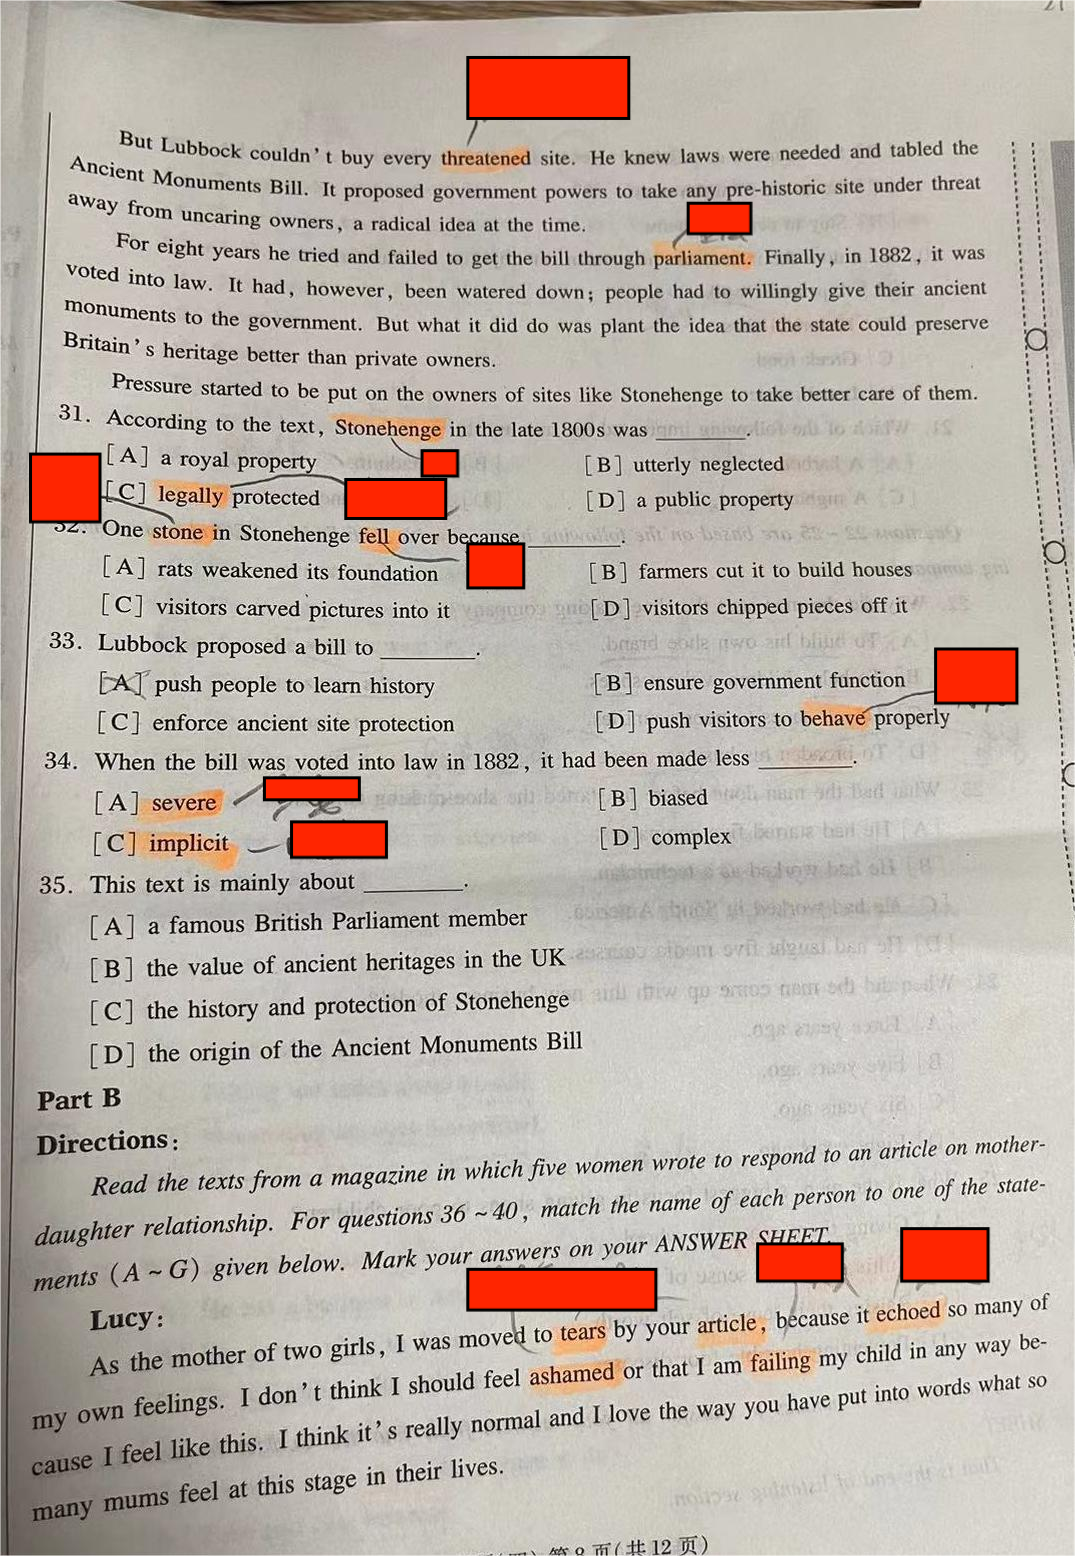 But Lubbock couldn't buy every threatened site. He knew laws were needed and tabled the
Ancient Monuments Bill. It proposed government powers to take any pre-historic site under threat
away from uncaring owners, a radical idea at the time.
For eight years he tried and failed to get the bill through parliament. Finally, in 1882, it was
voted into law. It had, however, been watered down; people had to willingly give their ancient
monuments to the government. But what it did do was plant the idea that the state could preserve
Britain's heritage better than private owners.
Pressure started to be put on the owners of sites like Stonehenge to take better care of them.
31. According to the text, Stonehenge in the late 1800s was ________.
[A] a royal property [B] utterly neglected
[C] legally protected [D] a public property
32. One stone in Stonehenge fell over because ________.
[A] rats weakened its foundation [B] farmers cut it to build houses
[C] visitors carved pictures into it [D] visitors chipped pieces off it
33. Lubbock proposed a bill to ________.
[A] push people to learn history [B] ensure government function
[C] enforce ancient site protection [D] push visitors to behave properly
34. When the bill was voted into law in 1882, it had been made less ________.
[A] severe [B] biased
[C] implicit [D] complex
35. This text is mainly about ________.
[A] a famous British Parliament member
[B] the value of ancient heritages in the UK
[C] the history and protection of Stonehenge
[D] the origin of the Ancient Monuments Bill
Part B
Directions:
Read the texts from a magazine in which five women wrote to respond to an article on mother-
daughter relationship. For questions 36~40, match the name of each person to one of the state-
ments (A~G) given below. Mark your answers on your ANSWER SHEET.
Lucy:
As the mother of two girls, I was moved to tears by your article, because it echoed so many of
my own feelings. I don't think I should feel ashamed or that I am failing my child in any way be-
cause I feel like this. I think it's really normal and I love the way you have put into words what so
many mums feel at this stage in their lives.
第9页(共12页)